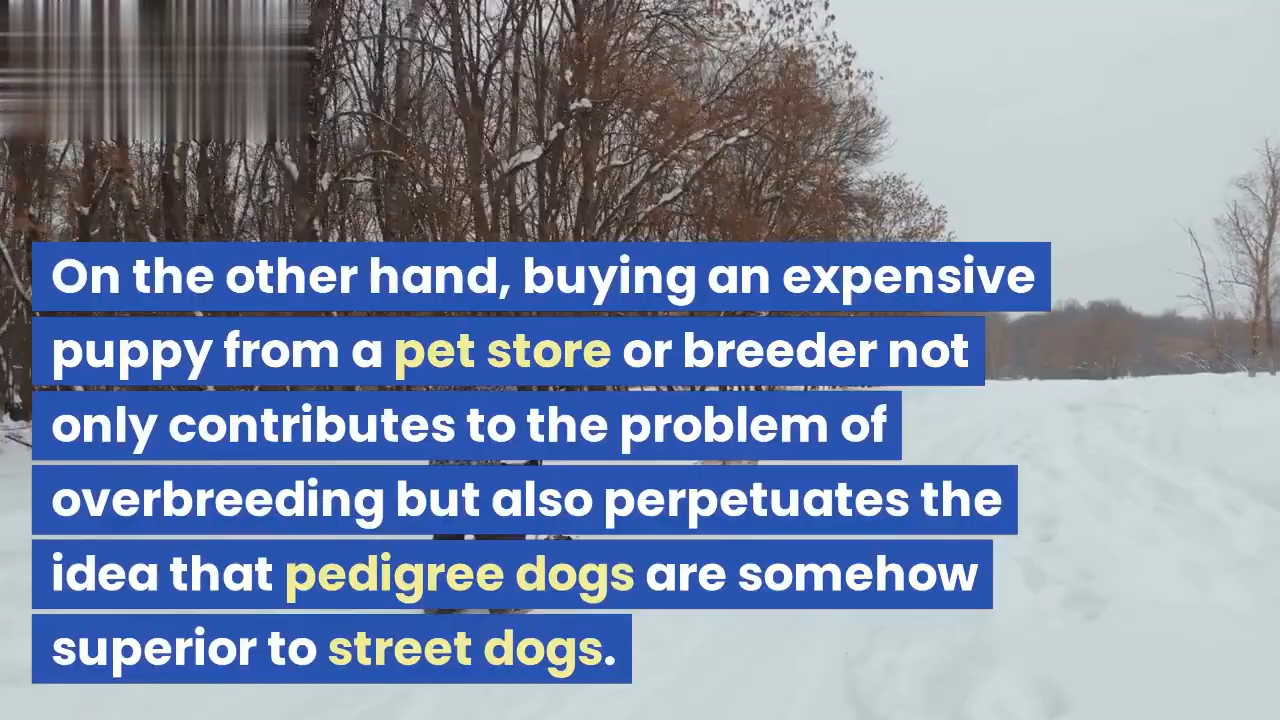 On the other hand, buying an expensive
puppy from a pet store or breeder not
only contributes to the problem of
overbreeding but also perpetuates the
idea that pedigree dogs are somehow
superior to street dogs.